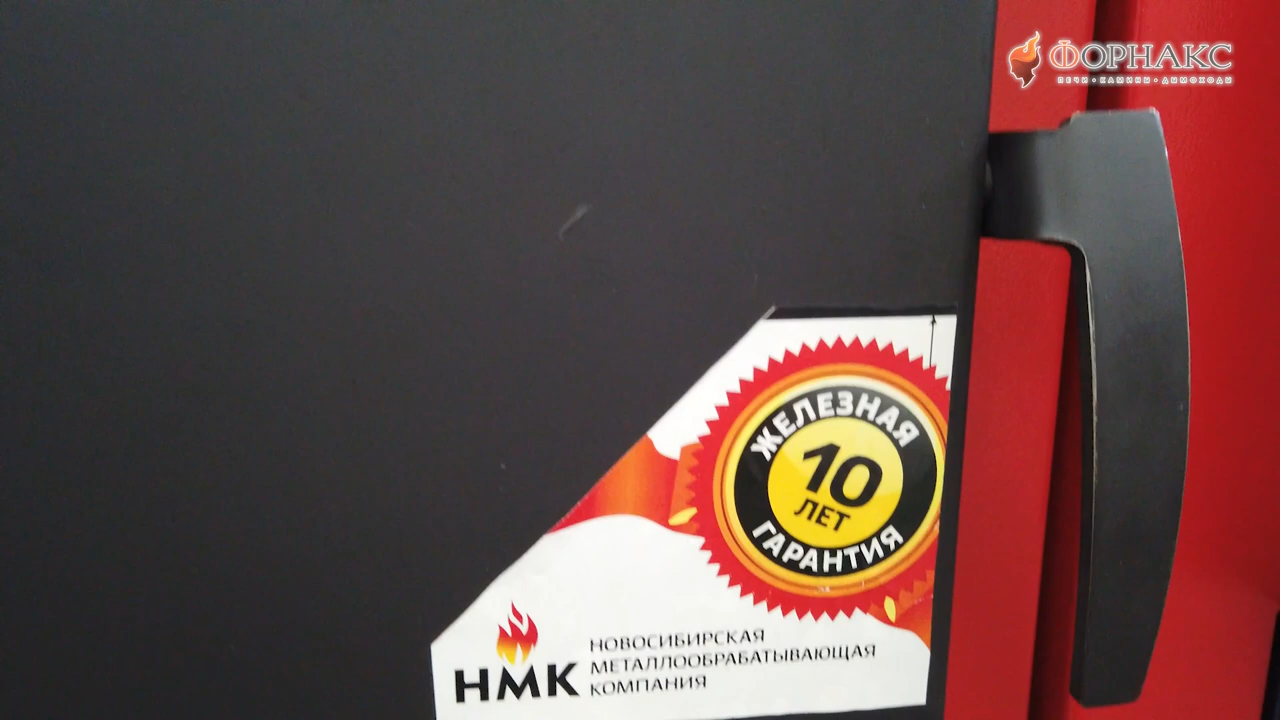 ФОРНАКС
ПЕЧИ • КАМИНЫ • ДЫМОХОДЫ
ЖЕЛЕЗНАЯ
10
ЛЕТ
ГАРАНТИЯ
НМК
НОВОСИБИРСКАЯ
МЕТАЛЛООБРАБАТЫВАЮЩАЯ
КОМПАНИЯ